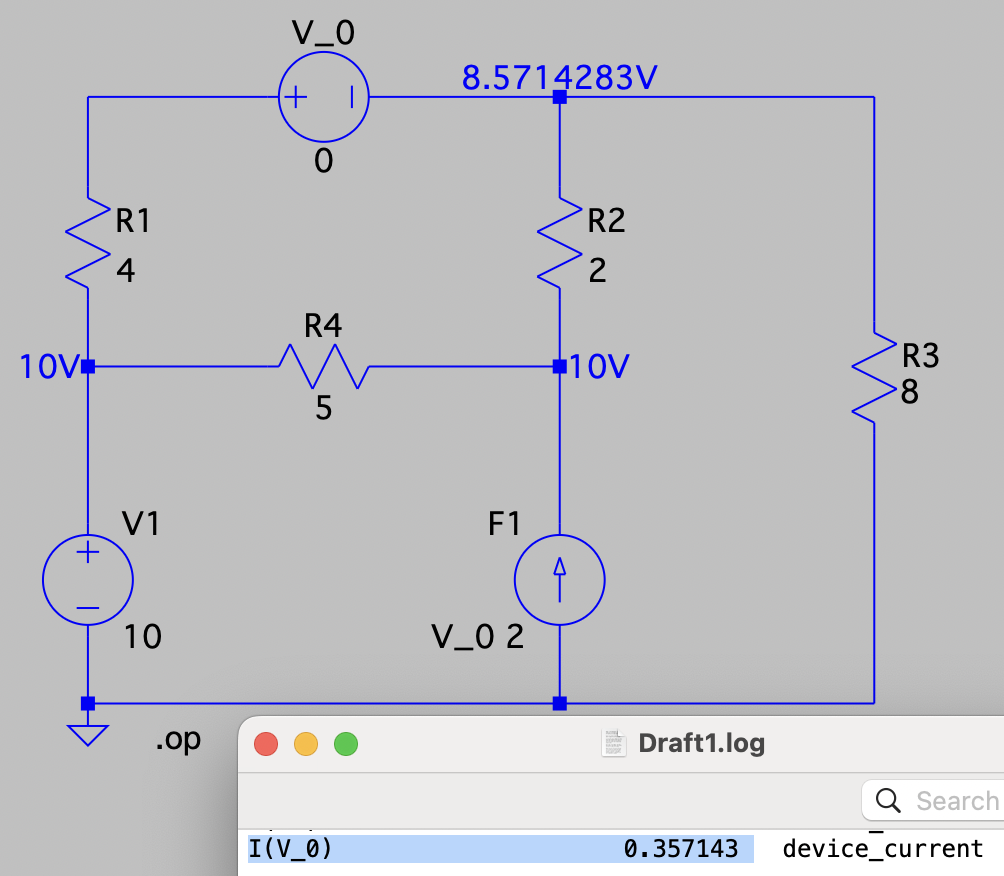 V_0
+ −
8.5714283V
0
R1
4
R2
2
R4
10V
10V
5
R3
8
V1
+
−
10
F1
V_0 2
.op
Draft1.log
Search
I(V_0) 0.357143 device_current